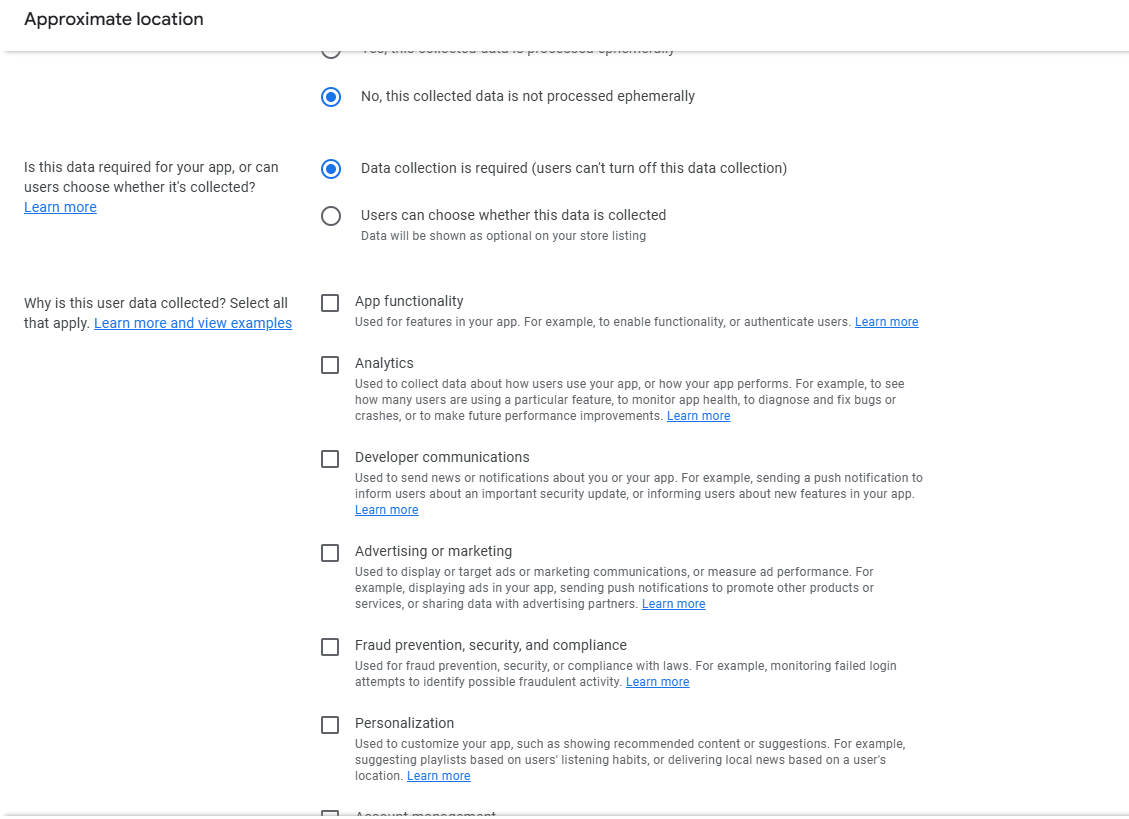 Approximate location
Yes, this collected data is processed ephemerally
No, this collected data is not processed ephemerally
Is this data required for your app, or can
users choose whether it's collected?
Learn more
Data collection is required (users can't turn off this data collection)
Users can choose whether this data is collected
Data will be shown as optional on your store listing
Why is this user data collected? Select all
that apply. Learn more and view examples
App functionality
Used for features in your app. For example, to enable functionality, or authenticate users. Learn more
Analytics
Used to collect data about how users use your app, or how your app performs. For example, to see
how many users are using a particular feature, to monitor app health, to diagnose and fix bugs or
crashes, or to make future performance improvements. Learn more
Developer communications
Used to send news or notifications about you or your app. For example, sending a push notification to
inform users about an important security update, or informing users about new features in your app.
Learn more
Advertising or marketing
Used to display or target ads or marketing communications, or measure ad performance. For
example, displaying ads in your app, sending push notifications to promote other products or
services, or sharing data with advertising partners. Learn more
Fraud prevention, security, and compliance
Used for fraud prevention, security, or compliance with laws. For example, monitoring failed login
attempts to identify possible fraudulent activity. Learn more
Personalization
Used to customize your app, such as showing recommended content or suggestions. For example,
suggesting playlists based on users' listening habits, or delivering local news based on a user's
location. Learn more
Account management